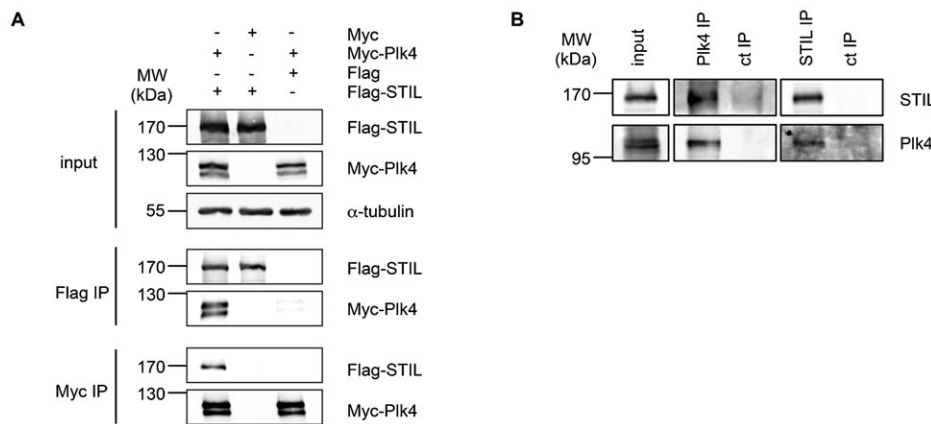 A
- + - Myc
+ - + Myc-Plk4
- - + Flag
+ + - Flag-STIL
MW
(kDa)
input
170
Flag-STIL
130
Myc-Plk4
55
α-tubulin
Flag IP
170
Flag-STIL
130
Myc-Plk4
Myc IP
170
Flag-STIL
130
Myc-Plk4
B
MW
(kDa)
input
Plk4 IP
ct IP
STIL IP
ct IP
170
STIL
95
Plk4